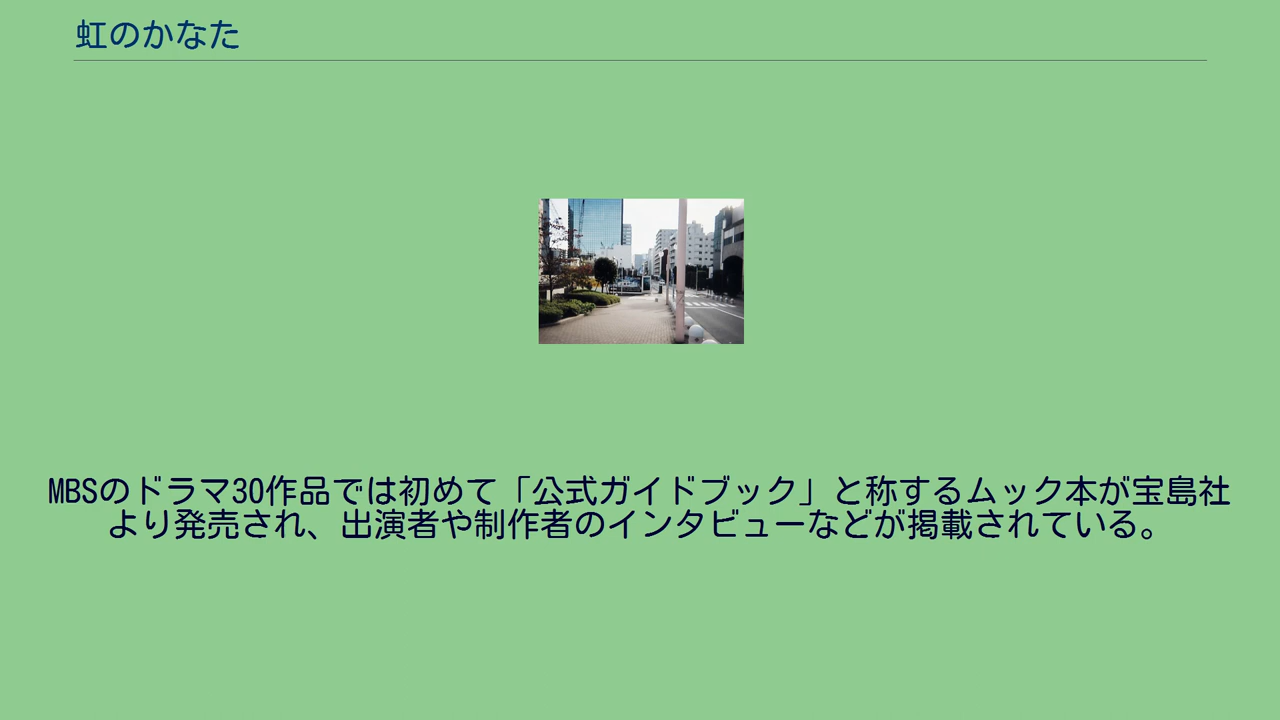 虹のかなた
MBSのドラマ30作品では初めて「公式ガイドブック」と称するムック本が宝島社
より発売され、出演者や制作者のインタビューなどが掲載されている。